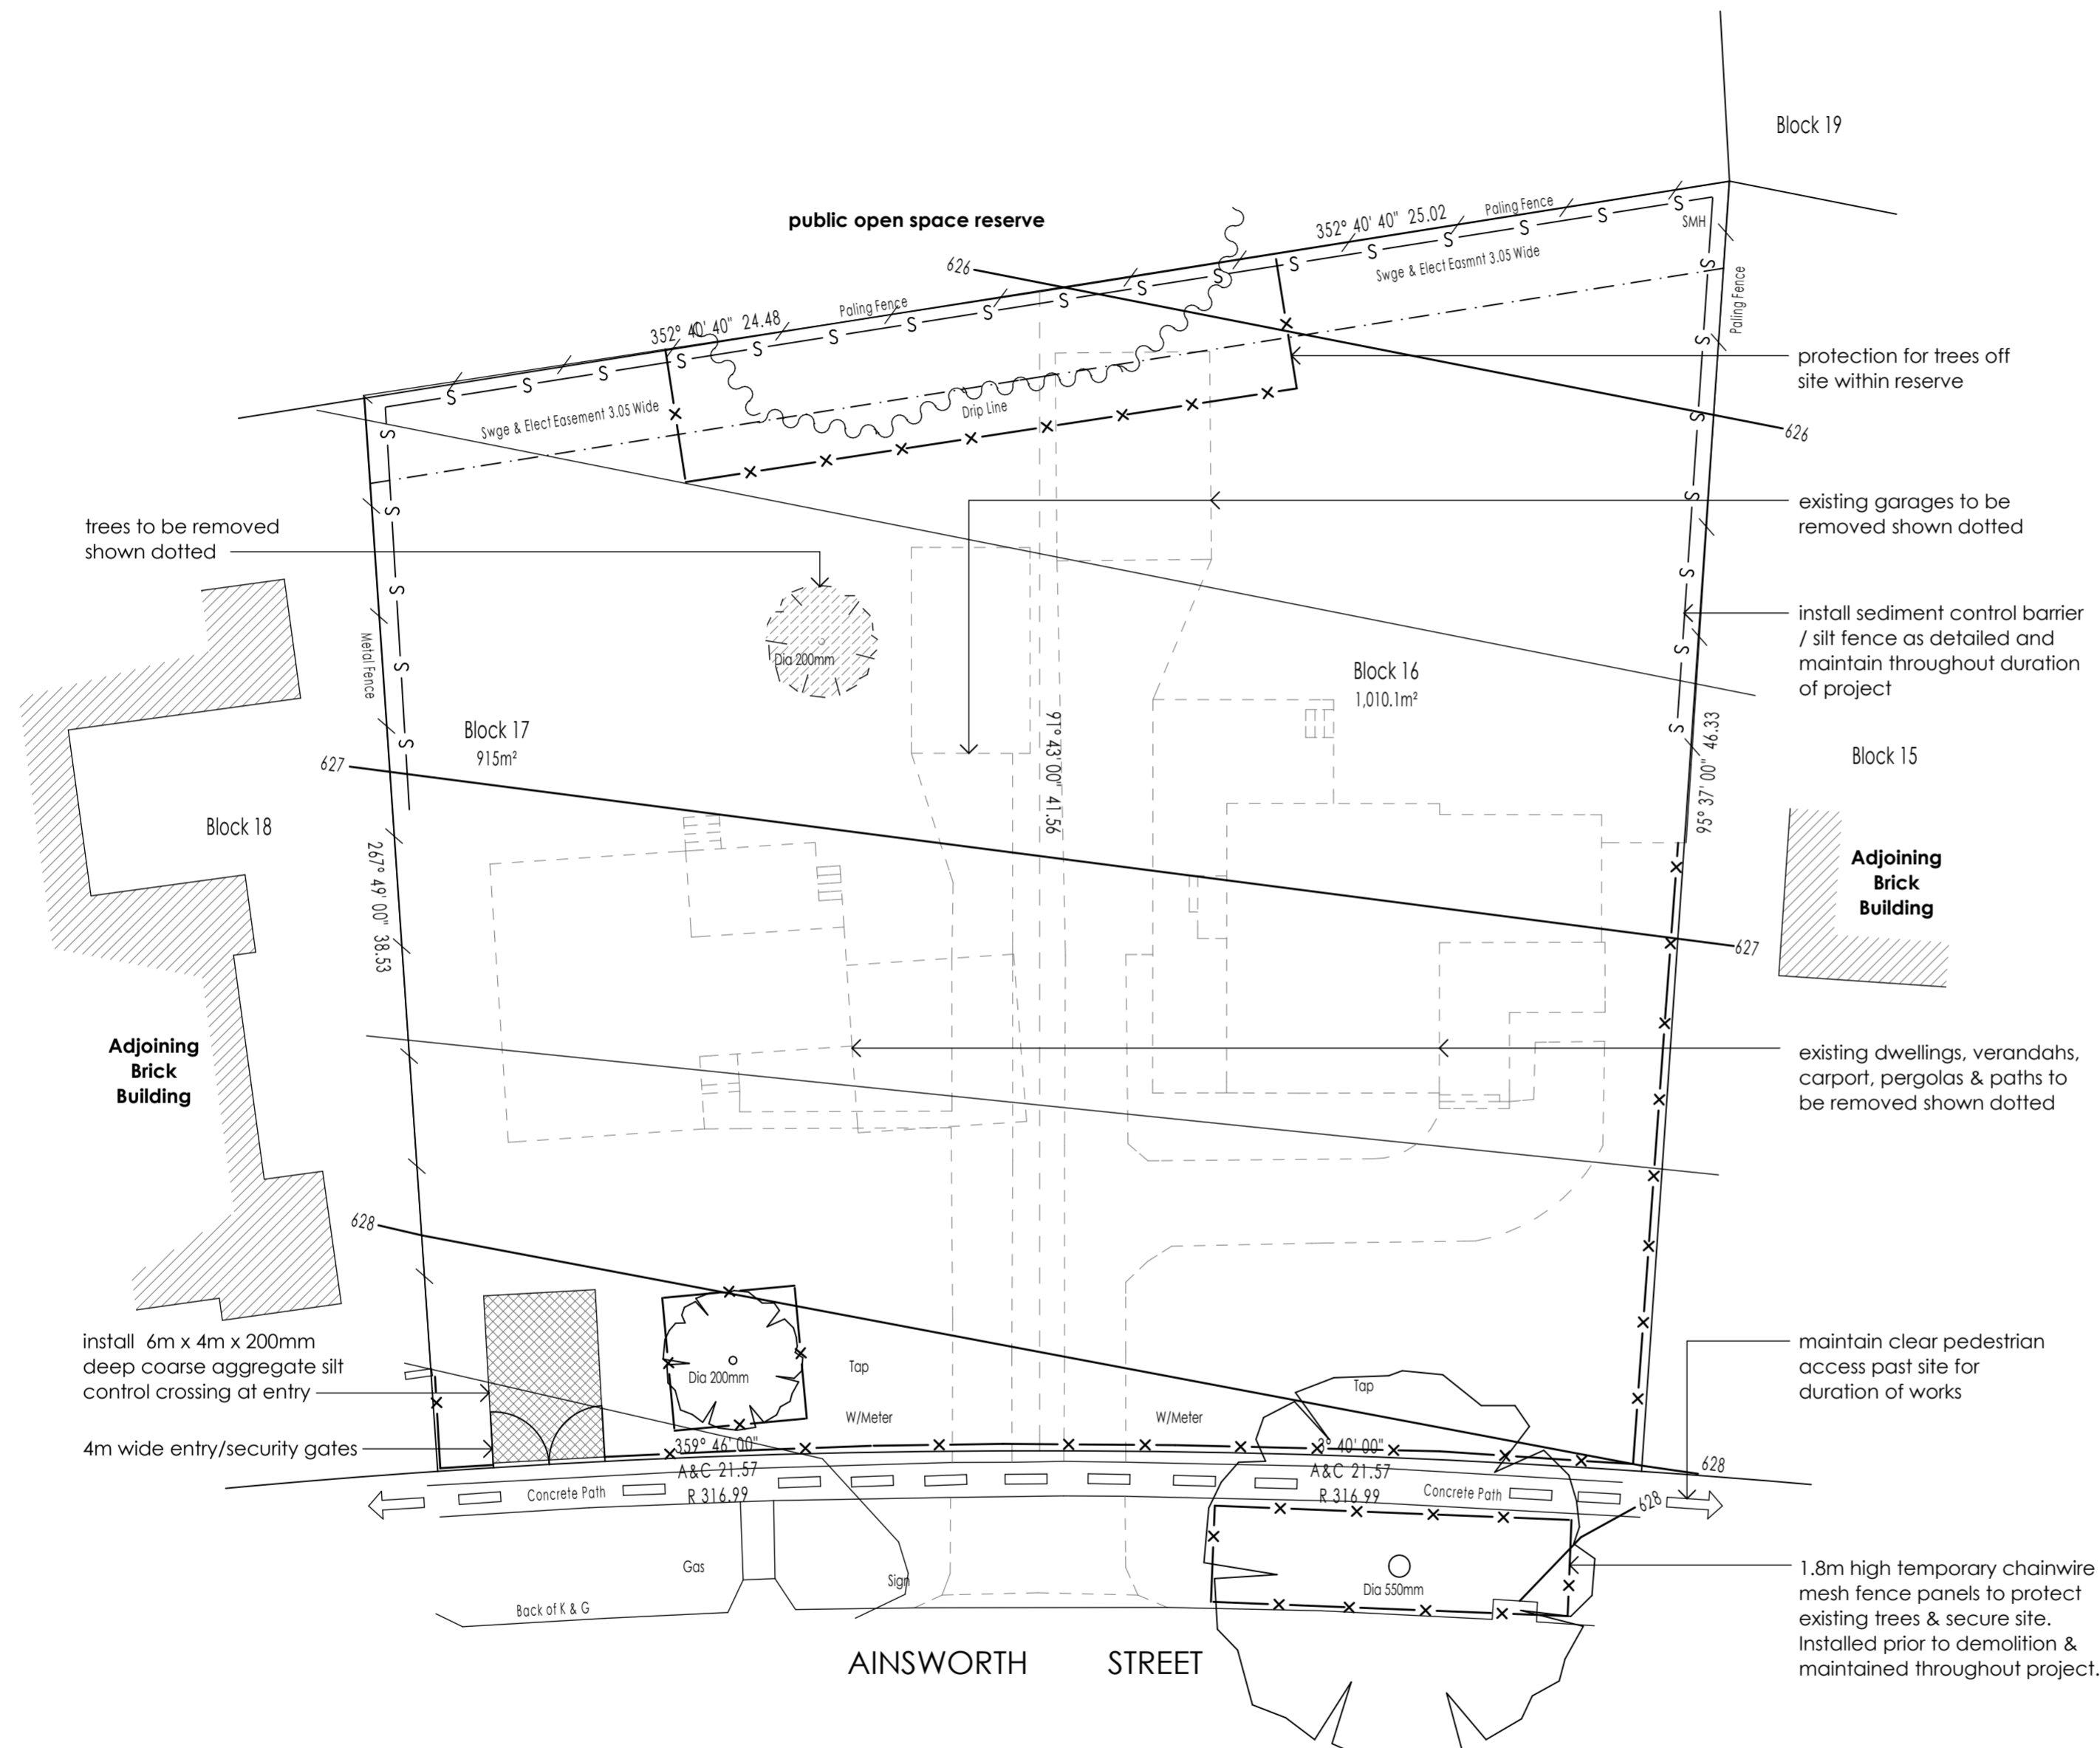 Block 19
public open space reserve
626
352° 40' 40" 25.02
Paling Fence
SMH
Swge & Elect Easmnt 3.05 Wide
Paling Fence
352° 40' 40" 24.48
Paling Fence
Swge & Elect Easement 3.05 Wide
Drip Line
protection for trees off
site within reserve
626
existing garages to be
removed shown dotted
trees to be removed
shown dotted
install sediment control barrier
/ silt fence as detailed and
maintain throughout duration
of project
Metal Fence
Dia 200mm
Block 16
1,010.1m²
Block 17
915m²
91° 43' 00" 41.56
95° 37' 00" 46.33
Block 15
627
Block 18
267° 49' 00" 38.53
Adjoining
Brick
Building
627
Adjoining
Brick
Building
existing dwellings, verandahs,
carport, pergolas & paths to
be removed shown dotted
628
install 6m x 4m x 200mm
deep coarse aggregate silt
control crossing at entry
4m wide entry/security gates
Dia 200mm
Tap
W/Meter
W/Meter
Tap
maintain clear pedestrian
access past site for
duration of works
359° 46' 00"
A&C 21.57
R 316.99
3° 40' 00"
A&C 21.57
R 316.99
Concrete Path
Concrete Path
628
628
Gas
Sign
Back of K & G
Dia 550mm
1.8m high temporary chainwire
mesh fence panels to protect
existing trees & secure site.
Installed prior to demolition &
maintained throughout project.
AINSWORTH STREET
S S S S S S S S S S S S S S S S S
S S S S S
S S S S S S S